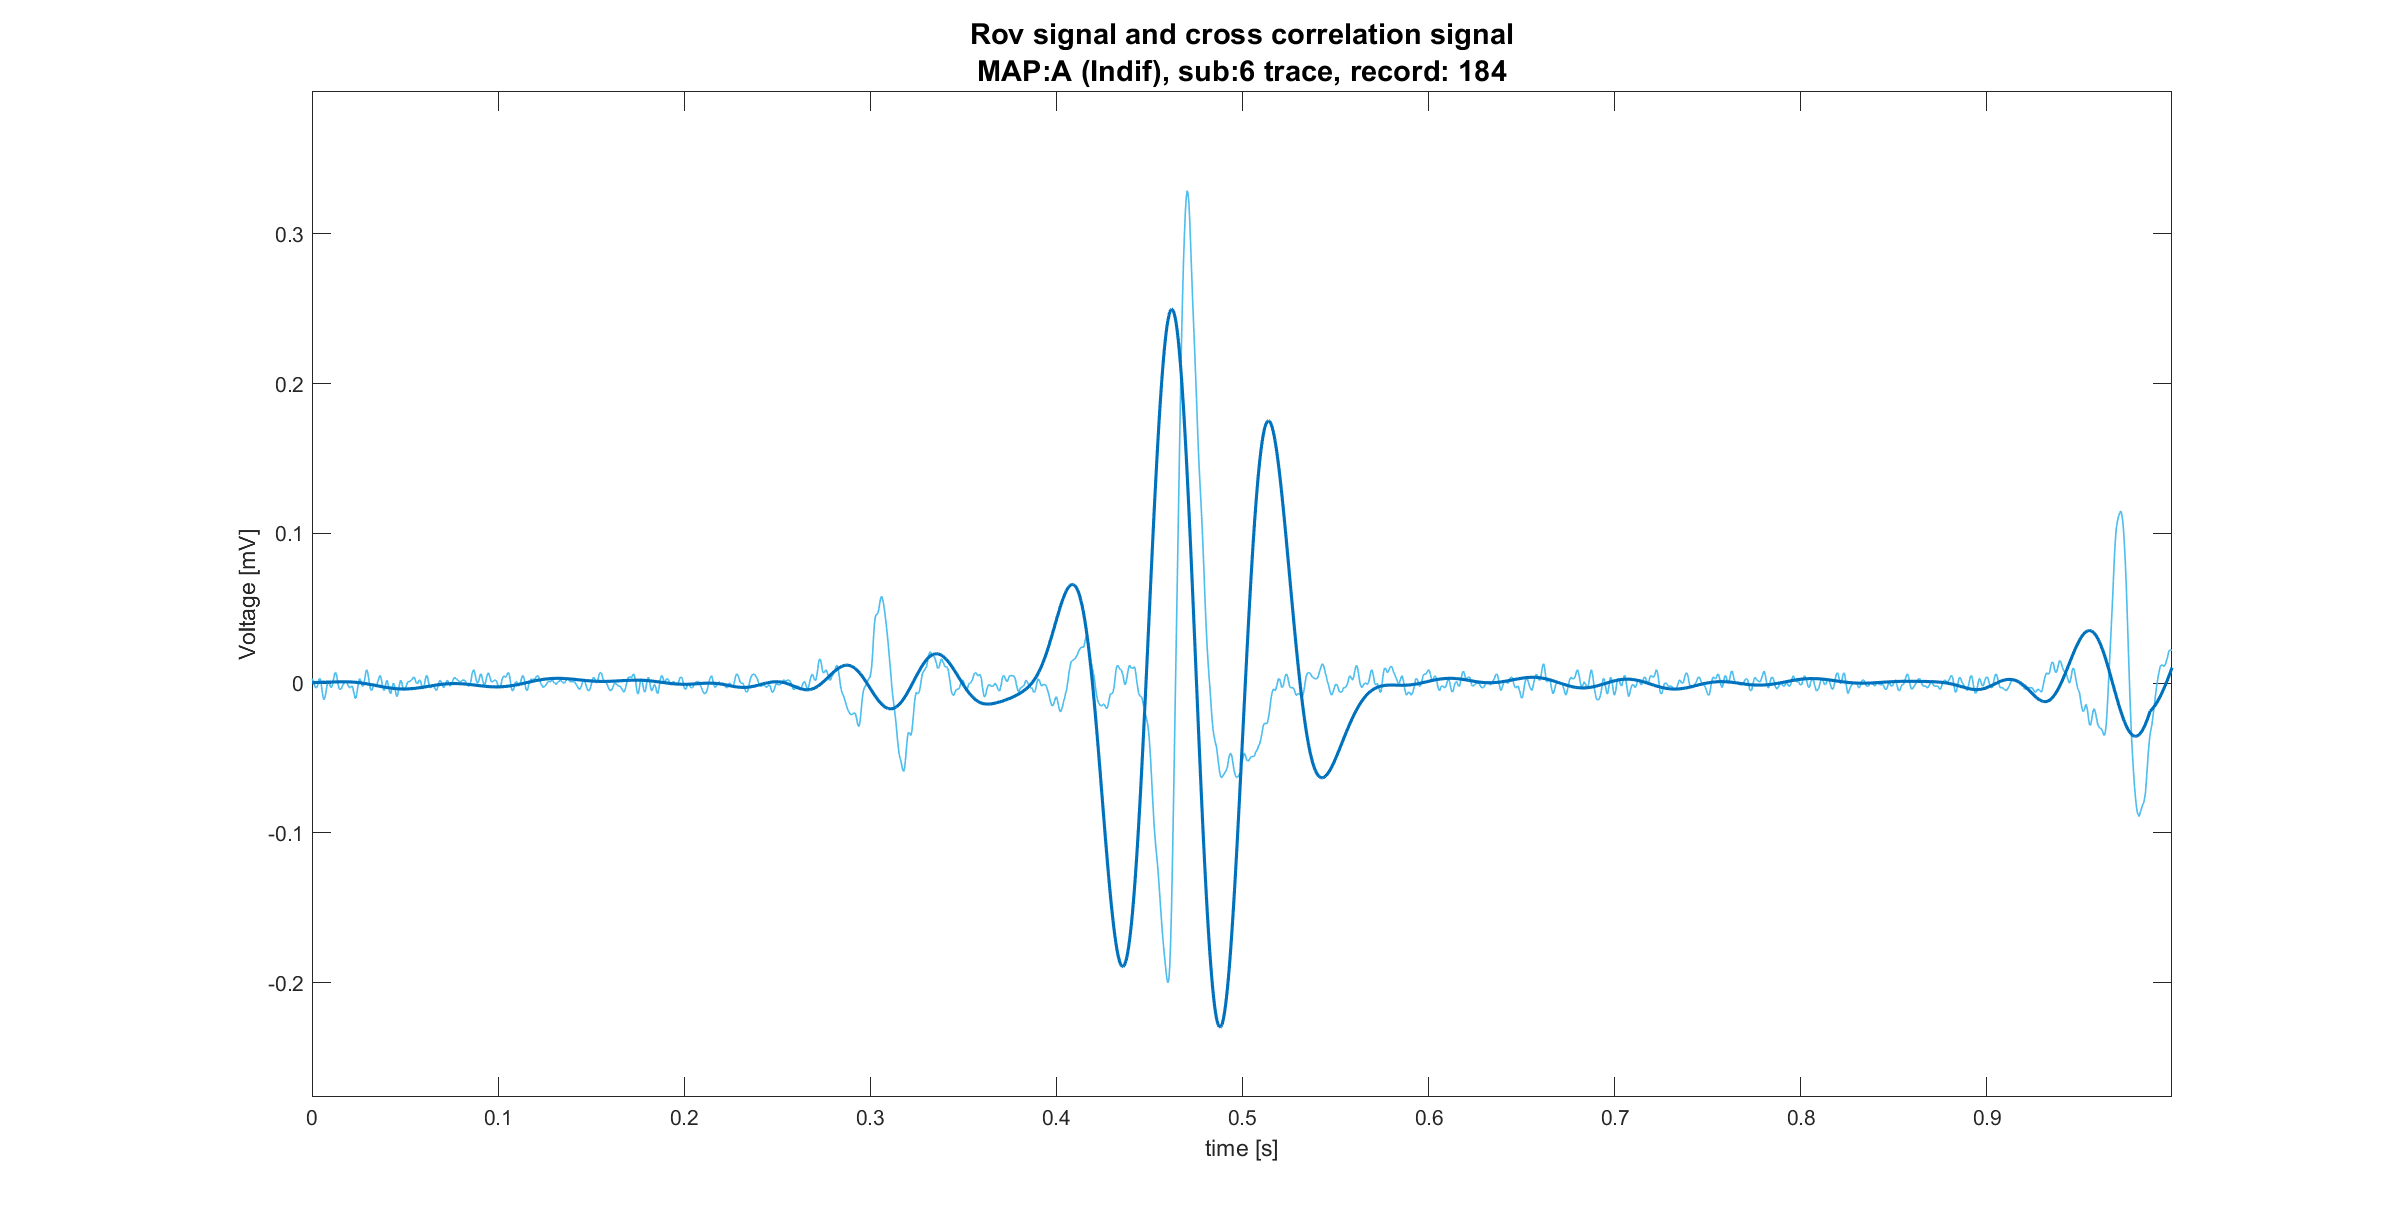 Rov signal and cross correlation signal
MAP:A (Indif), sub:6 trace, record: 184
Voltage [mV]
0.3
0.2
0.1
0
-0.1
-0.2
0 0.1 0.2 0.3 0.4 0.5 0.6 0.7 0.8 0.9
time [s]